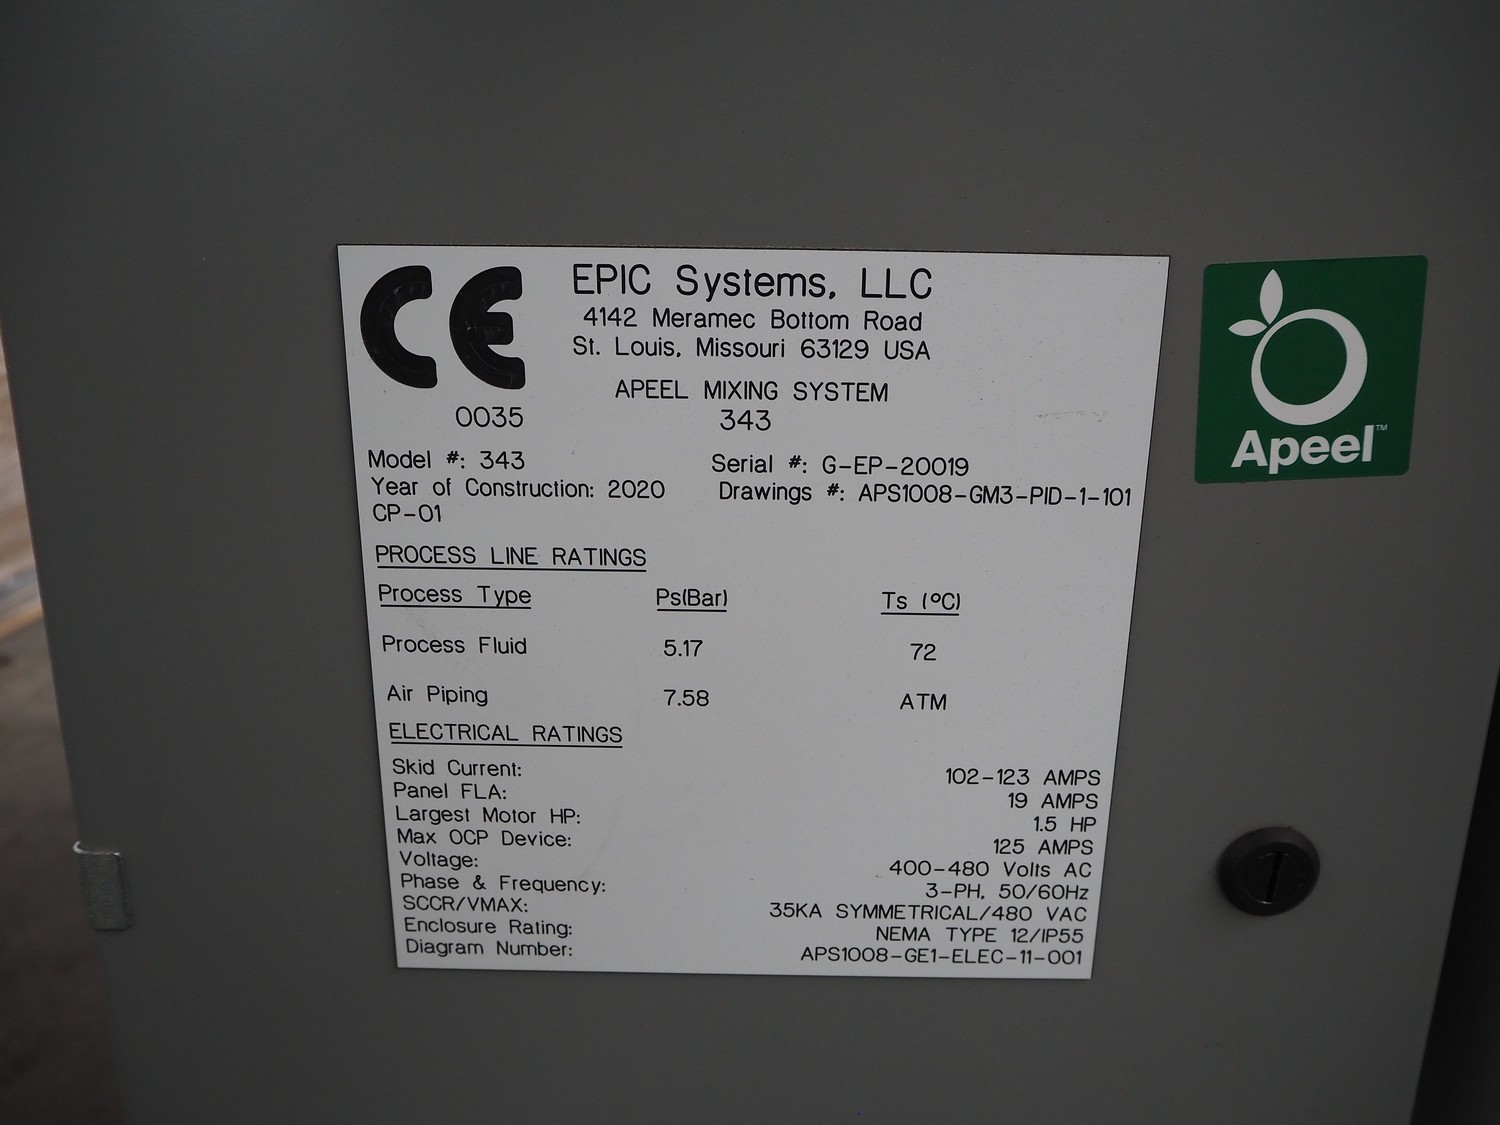 CE
EPIC Systems, LLC
4142 Meramec Bottom Road
St. Louis, Missouri 63129 USA
APEEL MIXING SYSTEM
0035
343
Model #: 343
Serial #: G-EP-20019
Year of Construction: 2020
Drawings #: APS1008-GM3-PID-1-101
CP-01
PROCESS LINE RATINGS
Process Type Ps(Bar) Ts (ºC)
Process Fluid 5.17 72
Air Piping 7.58 ATM
ELECTRICAL RATINGS
Skid Current: 102-123 AMPS
Panel FLA: 19 AMPS
Largest Motor HP: 1.5 HP
Max OCP Device: 125 AMPS
Voltage: 400-480 Volts AC
Phase & Frequency: 3-PH, 50/60Hz
SCCR/VMAX: 35KA SYMMETRICAL/480 VAC
Enclosure Rating: NEMA TYPE 12/IP55
Diagram Number: APS1008-GE1-ELEC-11-001
Apeel™